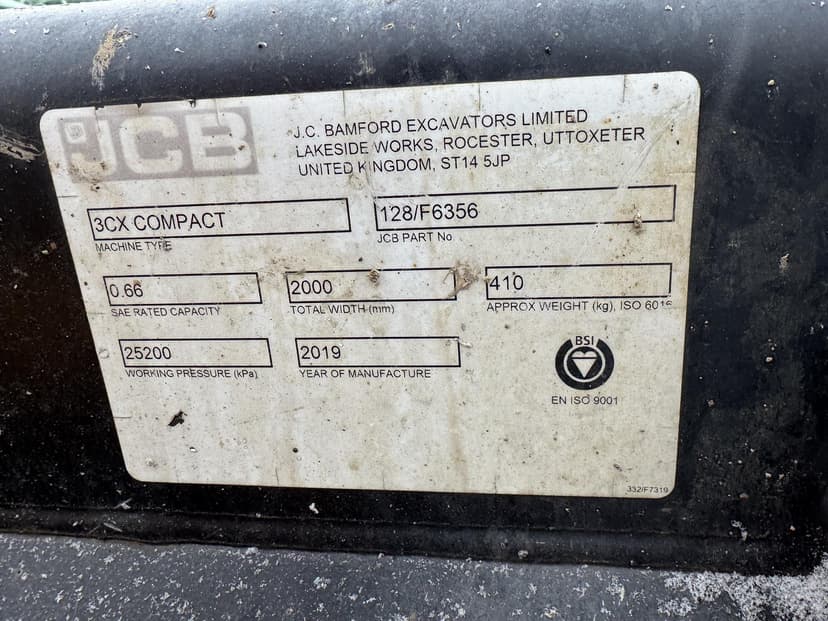 JCB
J.C. BAMFORD EXCAVATORS LIMITED
LAKESIDE WORKS, ROCESTER, UTTOXETER
UNITED KINGDOM, ST14 5JP
3CX COMPACT
MACHINE TYPE
128/F6356
JCB PART No
0.66
SAE RATED CAPACITY
2000
TOTAL WIDTH (mm)
410
APPROX WEIGHT (kg), ISO 6016
25200
WORKING PRESSURE (kPa)
2019
YEAR OF MANUFACTURE
BSI
EN ISO 9001
332/F7319